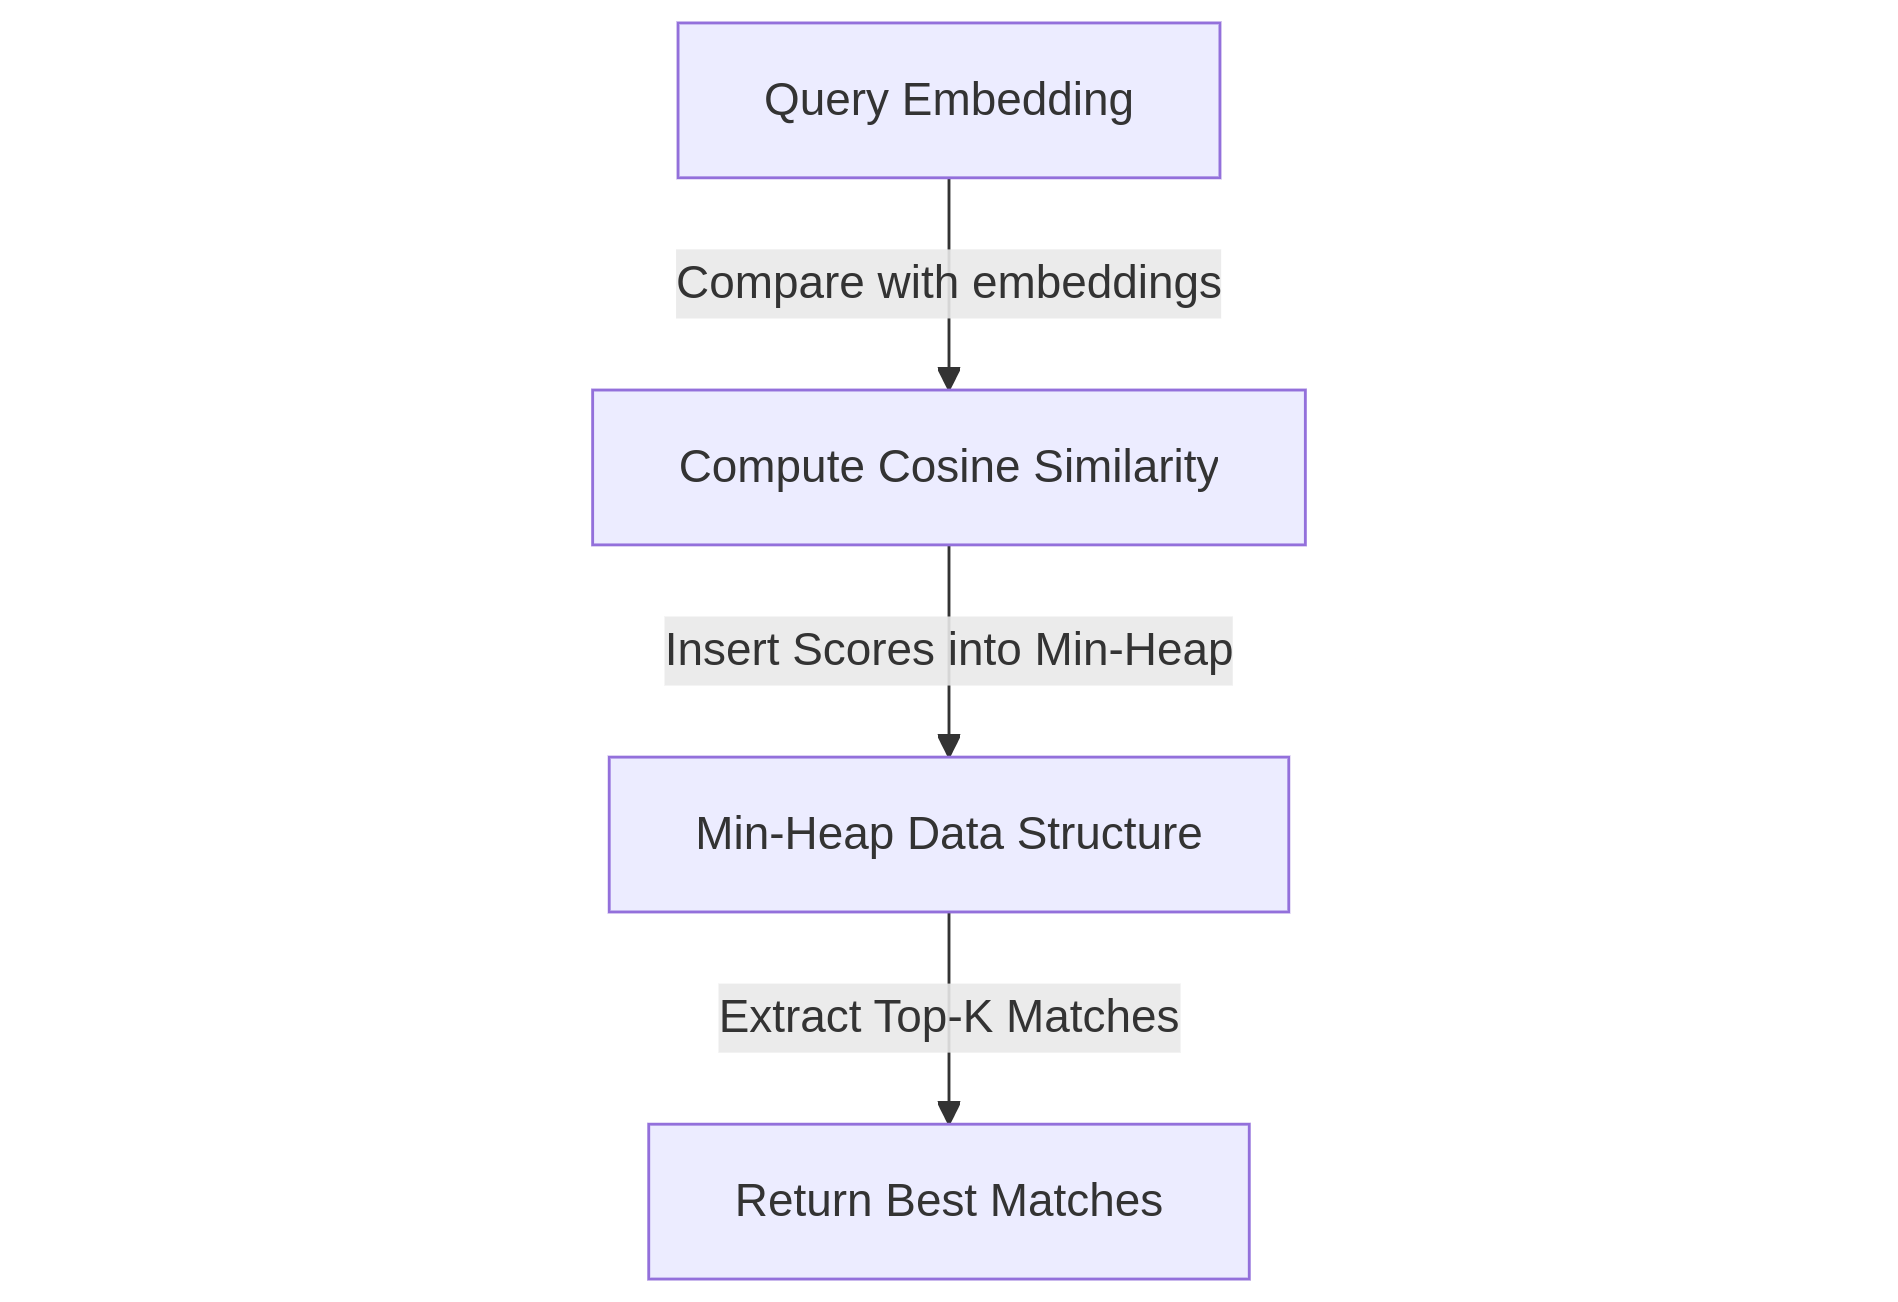 Query Embedding
Compare with embeddings
Compute Cosine Similarity
Insert Scores into Min-Heap
Min-Heap Data Structure
Extract Top-K Matches
Return Best Matches